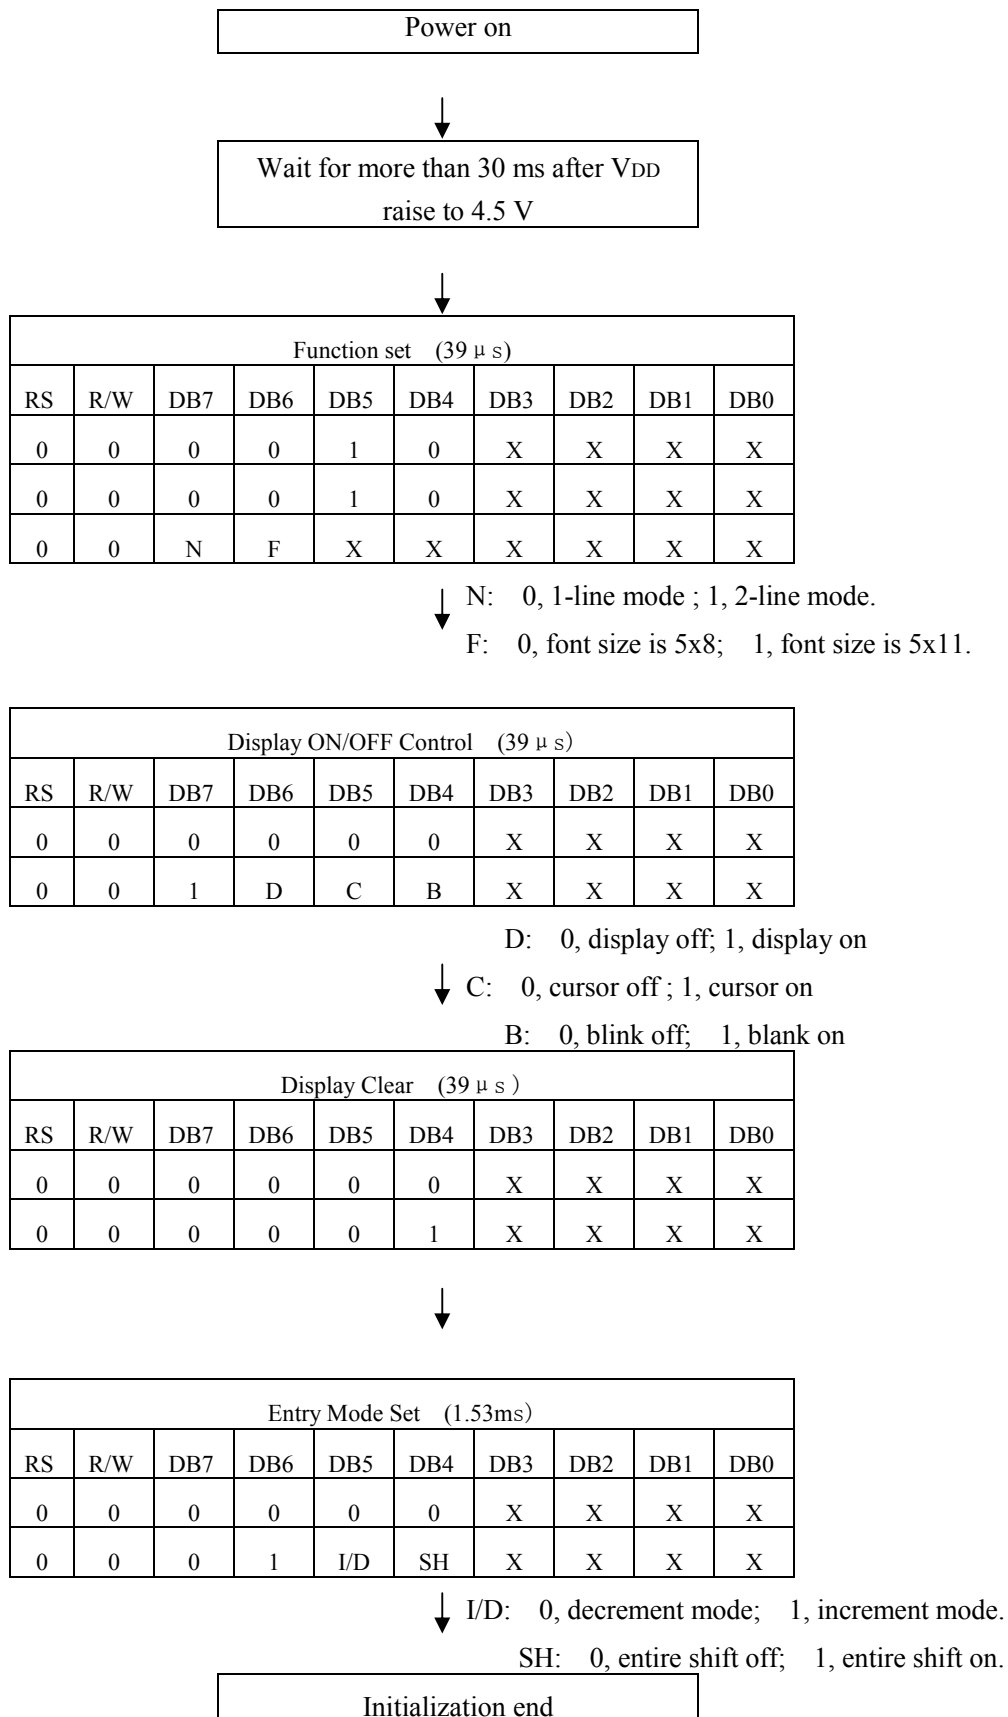 Power on
Wait for more than 30 ms after VDD
raise to 4.5 V
Function set (39 μs)
RS R/W DB7 DB6 DB5 DB4 DB3 DB2 DB1 DB0
0 0 0 0 1 0 X X X X
0 0 0 0 1 0 X X X X
0 0 N F X X X X X X
N: 0, 1-line mode ; 1, 2-line mode.
F: 0, font size is 5x8; 1, font size is 5x11.
Display ON/OFF Control (39 μs)
RS R/W DB7 DB6 DB5 DB4 DB3 DB2 DB1 DB0
0 0 0 0 0 0 X X X X
0 0 1 D C B X X X X
D: 0, display off; 1, display on
C: 0, cursor off ; 1, cursor on
B: 0, blink off; 1, blank on
Display Clear (39 μs)
RS R/W DB7 DB6 DB5 DB4 DB3 DB2 DB1 DB0
0 0 0 0 0 0 X X X X
0 0 0 0 0 1 X X X X
Entry Mode Set (1.53ms)
RS R/W DB7 DB6 DB5 DB4 DB3 DB2 DB1 DB0
0 0 0 0 0 0 X X X X
0 0 0 1 I/D SH X X X X
I/D: 0, decrement mode; 1, increment mode.
SH: 0, entire shift off; 1, entire shift on.
Initialization end